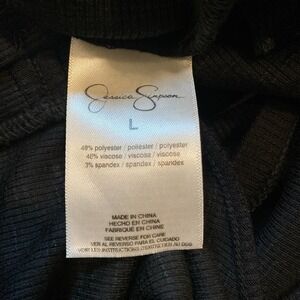 Jessica Simpson
L
49% polyester / poliéster / polyester
48% viscose / viscosa / viscose
3% spandex / spandex / spandex
MADE IN CHINA
HECHO EN CHINA
FABRIQUÉ EN CHINE
SEE REVERSE FOR CARE
VER AL REVERSO PARA EL CUIDADO
VOIR LES INSTRUCTIONS D'ENTRETIEN AU DOS